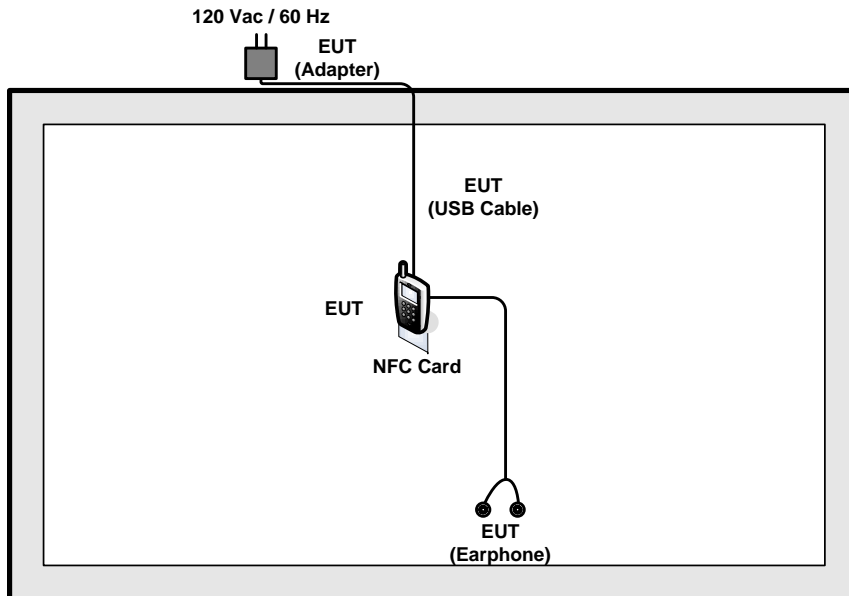 120 Vac / 60 Hz
EUT
(Adapter)
EUT
(USB Cable)
EUT
NFC Card
EUT
(Earphone)